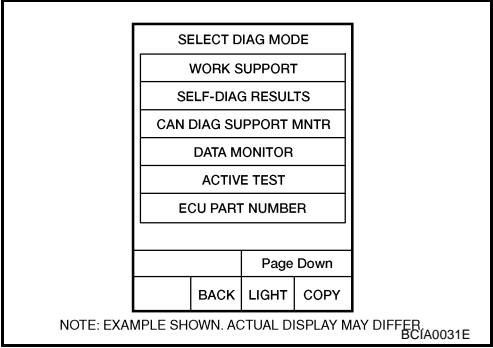 SELECT DIAG MODE
WORK SUPPORT
SELF-DIAG RESULTS
CAN DIAG SUPPORT MNTR
DATA MONITOR
ACTIVE TEST
ECU PART NUMBER
Page Down
BACK LIGHT COPY
NOTE: EXAMPLE SHOWN. ACTUAL DISPLAY MAY DIFFER.
BCIA0031E